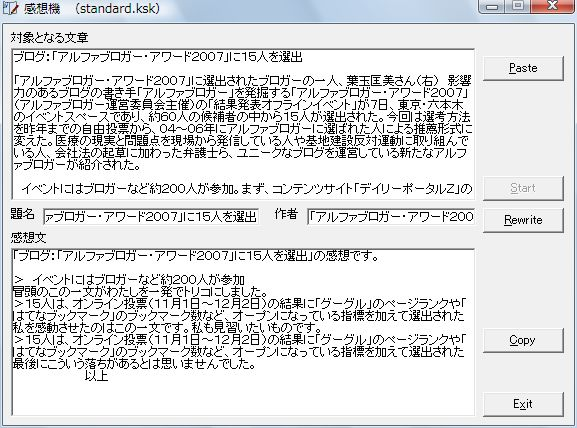 感想機　(standard.ksk)
対象となる文章
ブログ:「アルファブロガー・アワード2007」に15人を選出
「アルファブロガー・アワード2007」に選出されたブロガーの一人、葉玉匡美さん(右)　影響
力のあるブログの書き手「アルファブロガー」を発掘する「アルファブロガー・アワード2007」
(アルファブロガー運営委員会主催)の「結果発表オフラインイベント」が7日、東京・六本木
のイベントスペースであり、約60人の候補者の中から15人が選出された。今回は選考方法
を昨年までの自由投票から、04～06年にアルファブロガーに選ばれた人による推薦形式に
変えた。医療の現実と問題点を現場から発信している人や基地建設反対運動に取り組んで
いる人、会社法の起草に加わった弁護士ら、ユニークなブログを運営している新たなアルフ
ァブロガーが紹介された。
イベントにはブロガーなど約200人が参加。まず、コンテンツサイト「デイリーポータルZ」の
Paste
Start
題名
ァブロガー・アワード2007」に15人を選出
作者
「アルファブロガー・アワード200
Rewrite
感想文
「ブログ:「アルファブロガー・アワード2007」に15人を選出」の感想です。
＞　イベントにはブロガーなど約200人が参加
冒頭のこの一文がわたしを一発でトリコにしました。
＞15人は、オンライン投票(11月1日～12月2日)の結果に「グーグル」のページランクや「
はてなブックマーク」のブックマーク数など、オープンになっている指標を加えて選出された
私を感動させたのはこの一文です。私も見習いたいものです。
＞15人は、オンライン投票(11月1日～12月2日)の結果に「グーグル」のページランクや「
はてなブックマーク」のブックマーク数など、オープンになっている指標を加えて選出された
最後にこういう落ちがあるとは思いませんでした。
以上
Copy
Exit